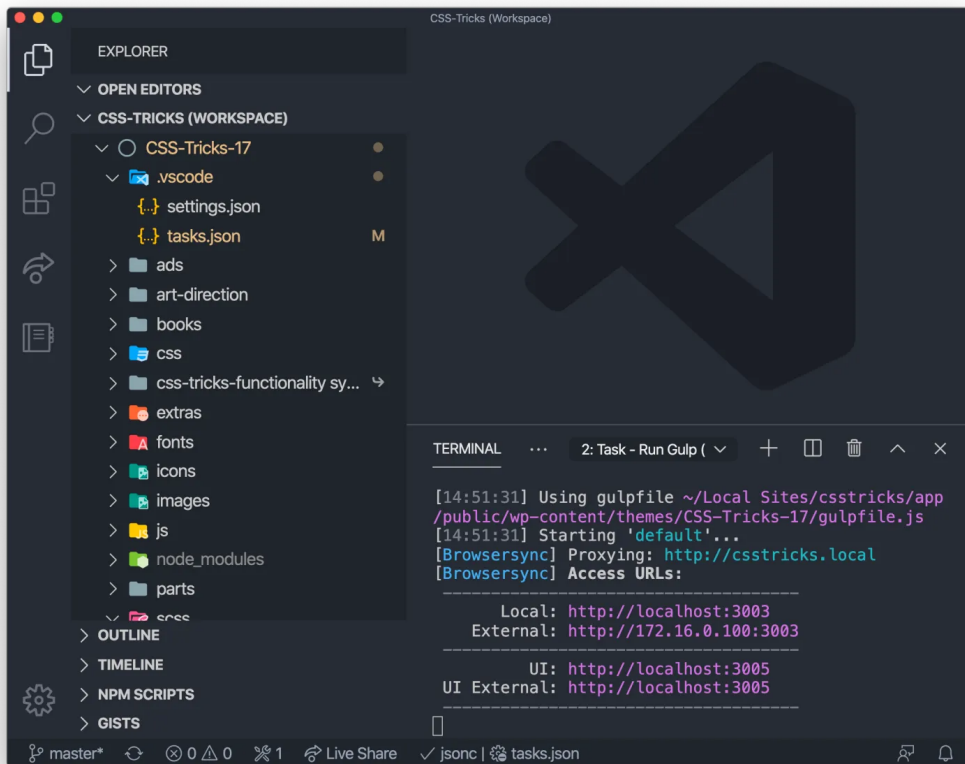 CSS-Tricks (Workspace)
EXPLORER
OPEN EDITORS
CSS-TRICKS (WORKSPACE)
CSS-Tricks-17
.vscode
{..} settings.json
{..} tasks.json M
ads
art-direction
books
css
css-tricks-functionality sy...
extras
fonts
icons
images
js
node_modules
parts
scss
OUTLINE
TIMELINE
NPM SCRIPTS
GISTS
TERMINAL ... 2: Task - Run Gulp (
[14:51:31] Using gulpfile ~/Local Sites/csstricks/app
/public/wp-content/themes/CSS-Tricks-17/gulpfile.js
[14:51:31] Starting 'default'...
[Browsersync] Proxying: http://csstricks.local
[Browsersync] Access URLs:
Local: http://localhost:3003
External: http://172.16.0.100:3003
UI: http://localhost:3005
UI External: http://localhost:3005
master* 0 0 1 Live Share jsonc | tasks.json